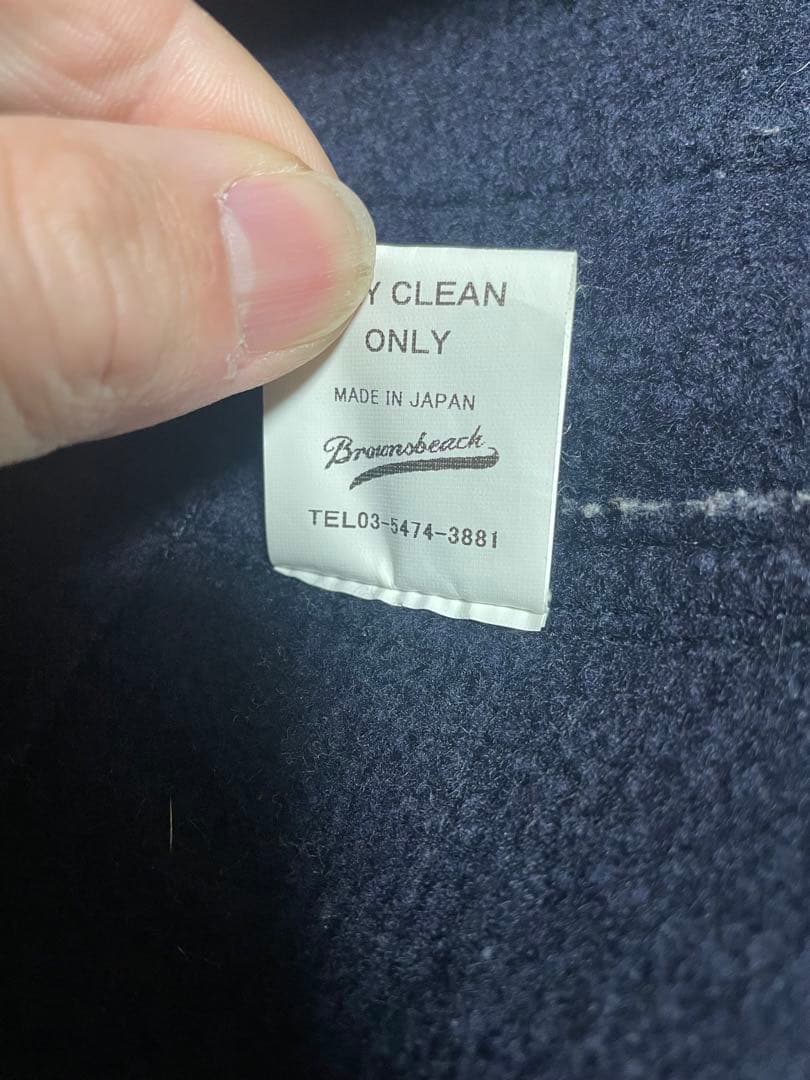 Y CLEAN
ONLY
MADE IN JAPAN
Brownsbeach
TEL03-5474-3881